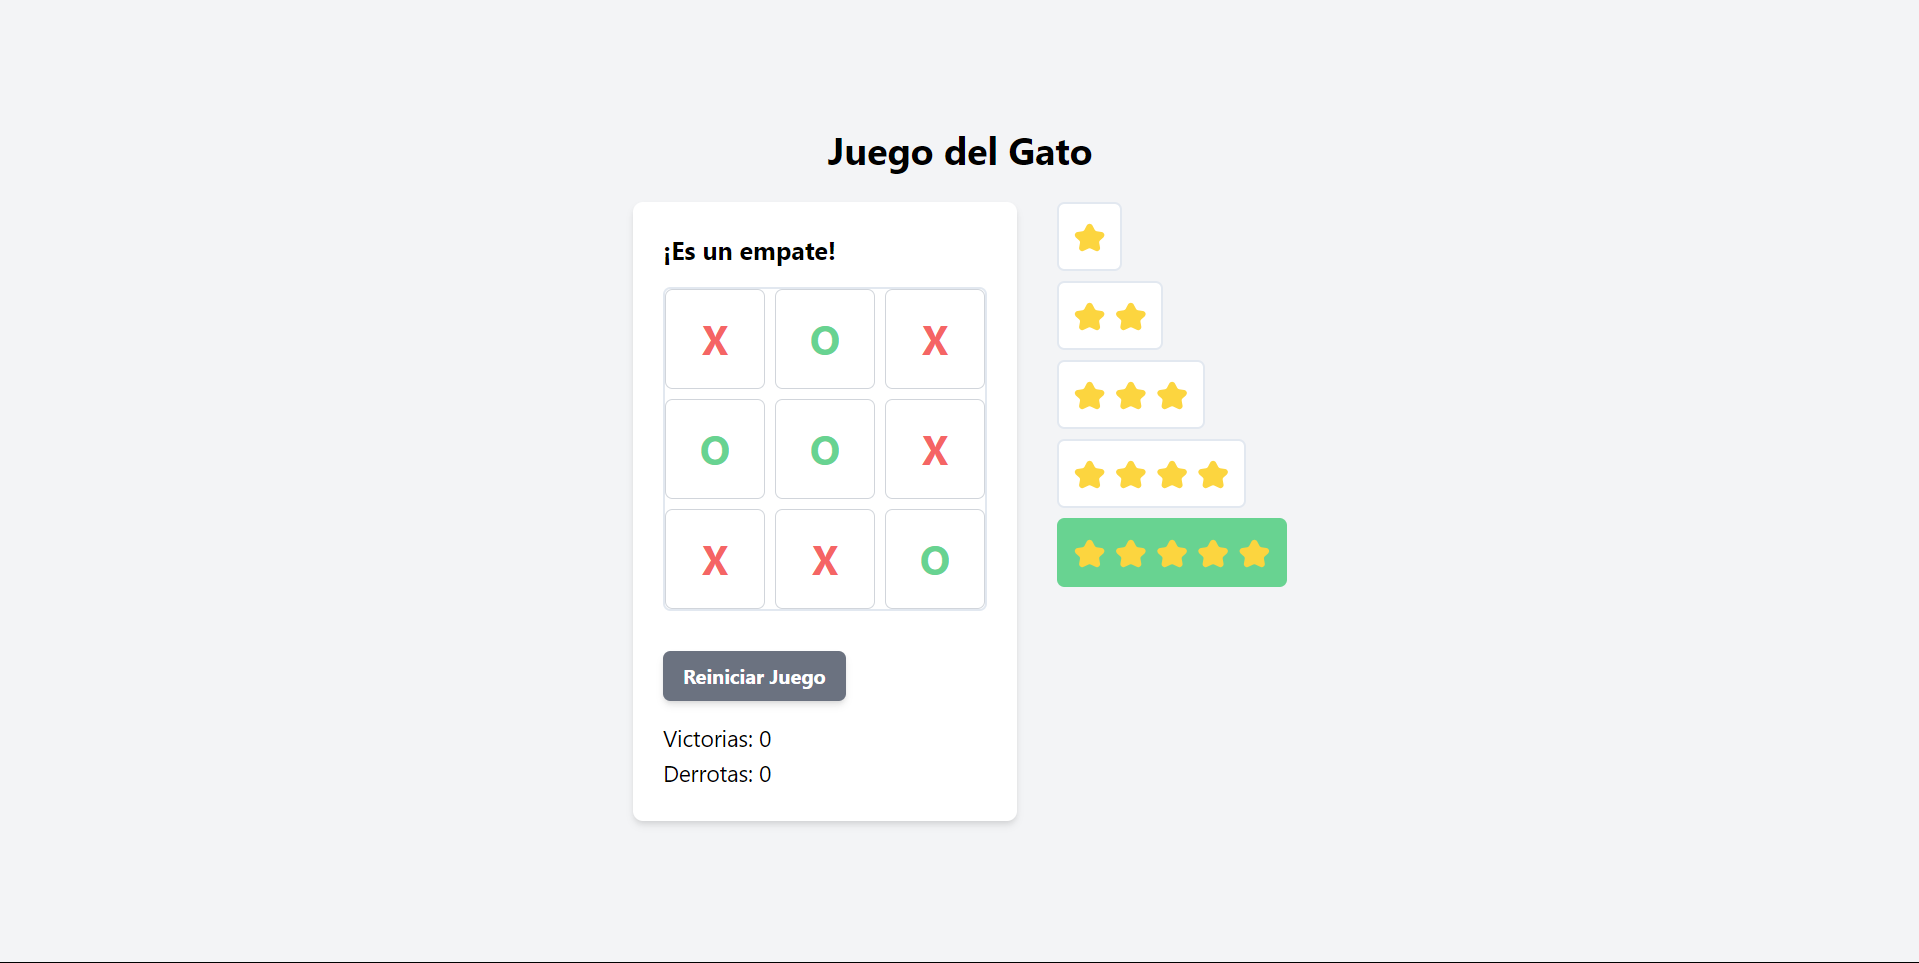 Juego del Gato
¡Es un empate!
X O X
O O X
X X O
Reiniciar Juego
Victorias: 0
Derrotas: 0